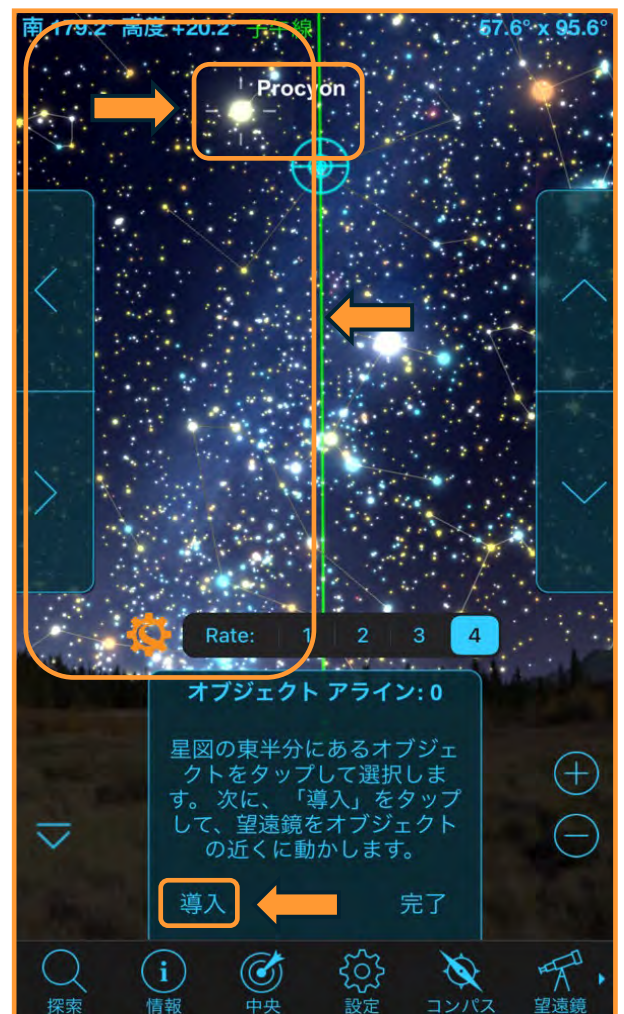 南 179.2° 高度 +20.2° 子午線 57.6° x 95.6°
Procyon
Rate: 1 2 3 4
オブジェクト アライン: 0
星図の東半分にあるオブジェ
クトをタップして選択しま
す。 次に、「導入」をタップ
して、望遠鏡をオブジェクト
の近くに動かします。
導入 完了
探索 情報 中央 設定 コンパス 望遠鏡